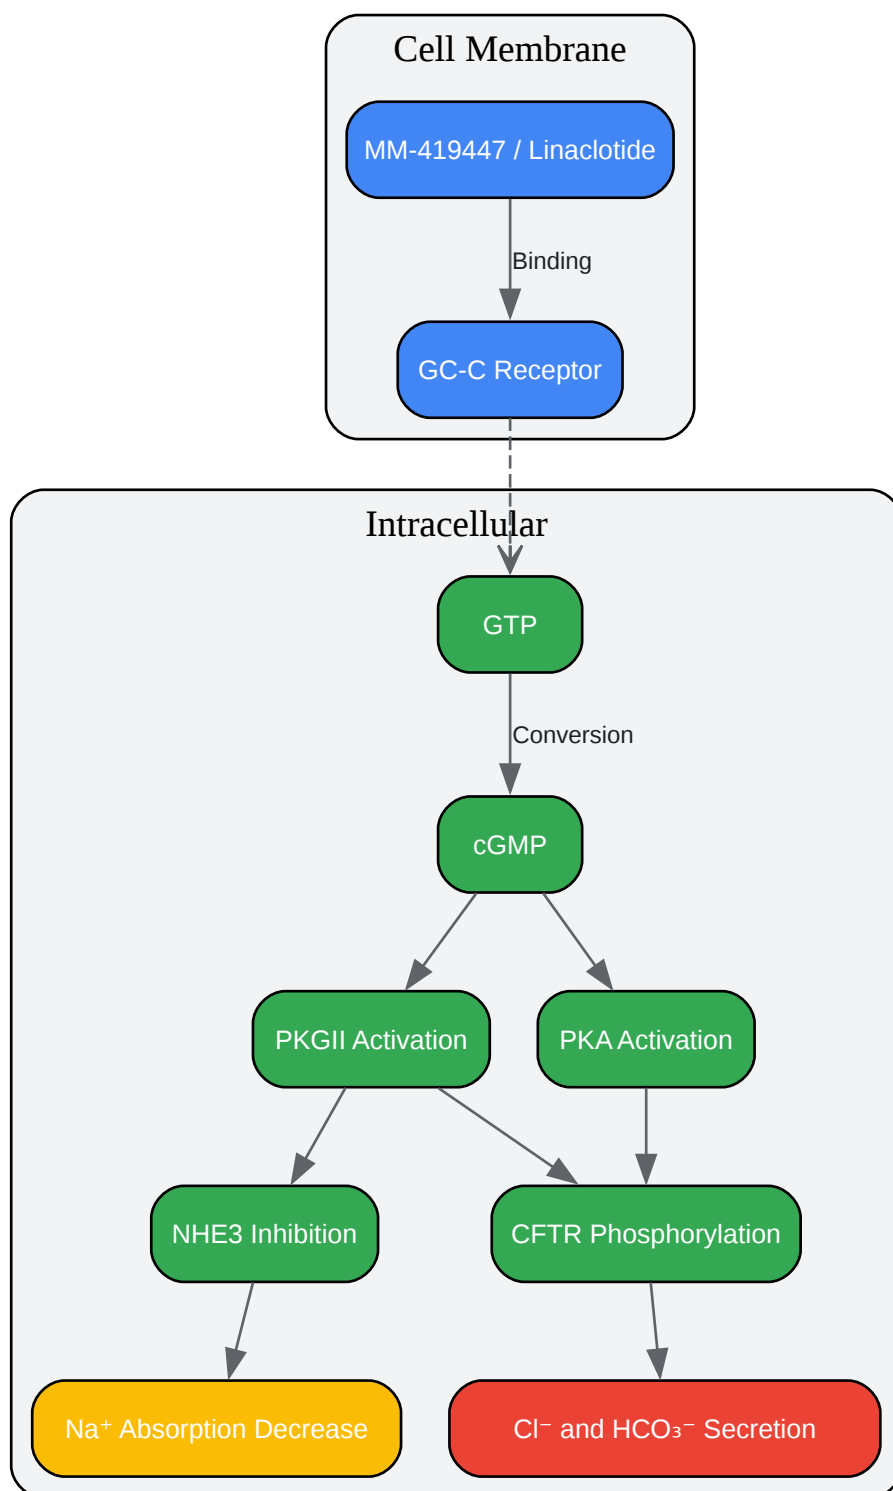 Cell Membrane
MM-419447 / Linaclotide
Binding
GC-C Receptor
Intracellular
GTP
Conversion
cGMP
PKGII Activation
PKA Activation
NHE3 Inhibition
CFTR Phosphorylation
Na⁺ Absorption Decrease
Cl⁻ and HCO₃⁻ Secretion